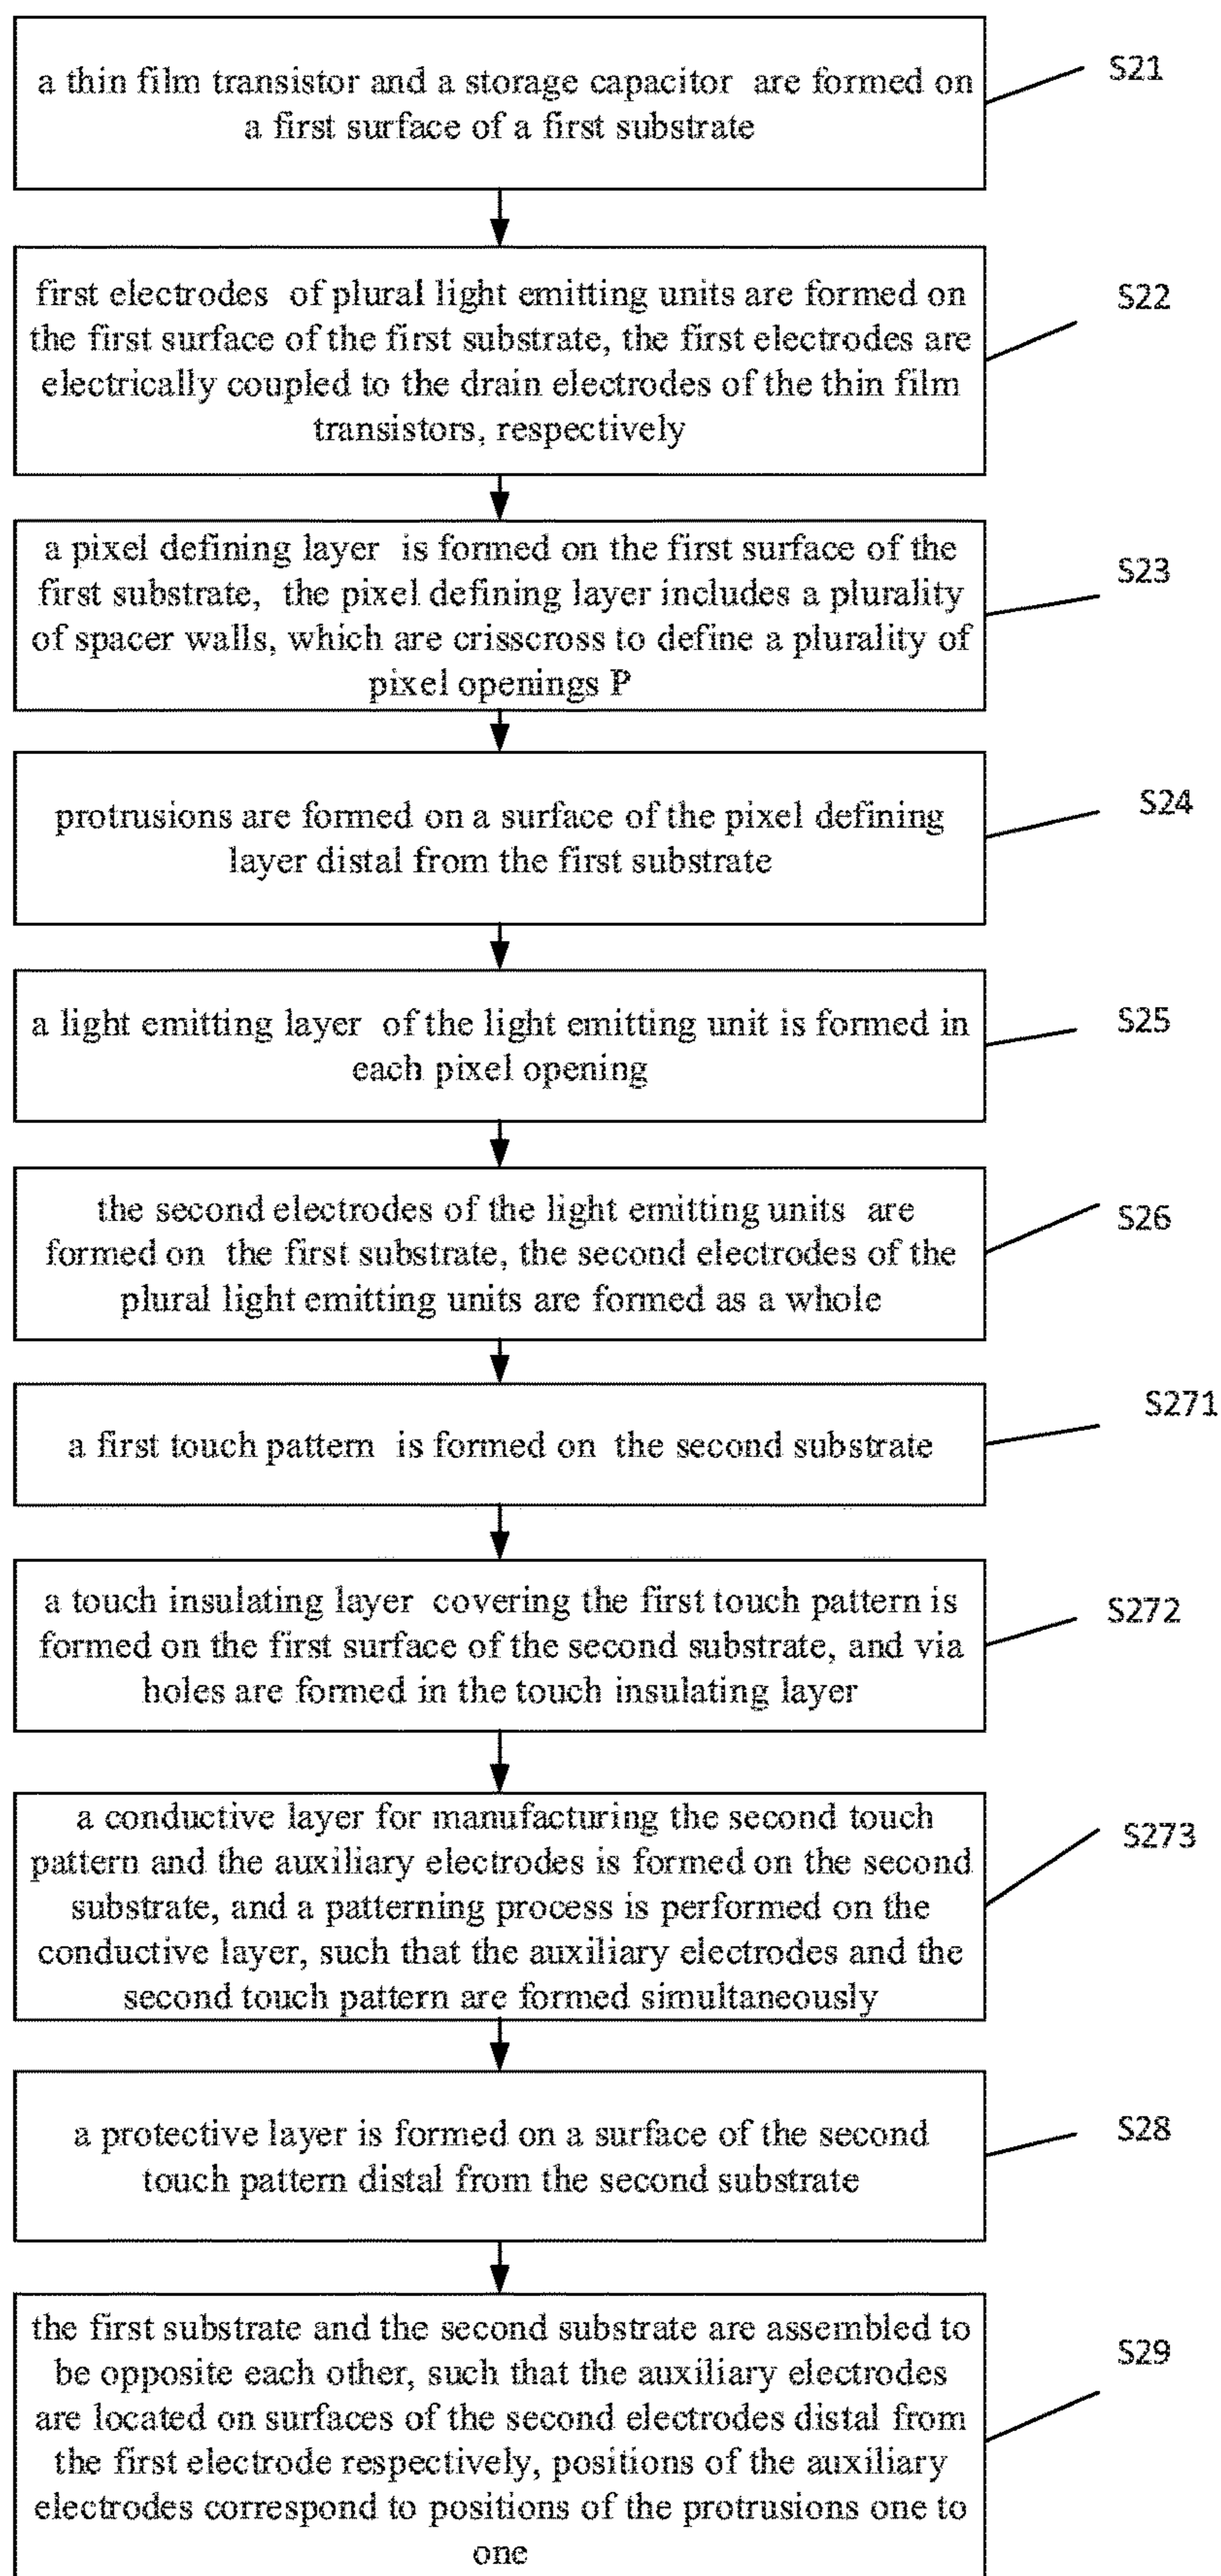 a thin film transistor and a storage capacitor are formed on
a first surface of a first substrate
S21
first electrodes of plural light emitting units are formed on
the first surface of the first substrate, the first electrodes are
electrically coupled to the drain electrodes of the thin film
transistors, respectively
S22
a pixel defining layer is formed on the first surface of the
first substrate, the pixel defining layer includes a plurality
of spacer walls, which are crisscross to define a plurality of
pixel openings P
S23
protrusions are formed on a surface of the pixel defining
layer distal from the first substrate
S24
a light emitting layer of the light emitting unit is formed in
each pixel opening
S25
the second electrodes of the light emitting units are
formed on the first substrate, the second electrodes of the
plural light emitting units are formed as a whole
S26
a first touch pattern is formed on the second substrate
S271
a touch insulating layer covering the first touch pattern is
formed on the first surface of the second substrate, and via
holes are formed in the touch insulating layer
S272
a conductive layer for manufacturing the second touch
pattern and the auxiliary electrodes is formed on the second
substrate, and a patterning process is performed on the
conductive layer, such that the auxiliary electrodes and the
second touch pattern are formed simultaneously
S273
a protective layer is formed on a surface of the second
touch pattern distal from the second substrate
S28
the first substrate and the second substrate are assembled to
be opposite each other, such that the auxiliary electrodes
are located on surfaces of the second electrodes distal from
the first electrode respectively, positions of the auxiliary
electrodes correspond to positions of the protrusions one to
one
S29